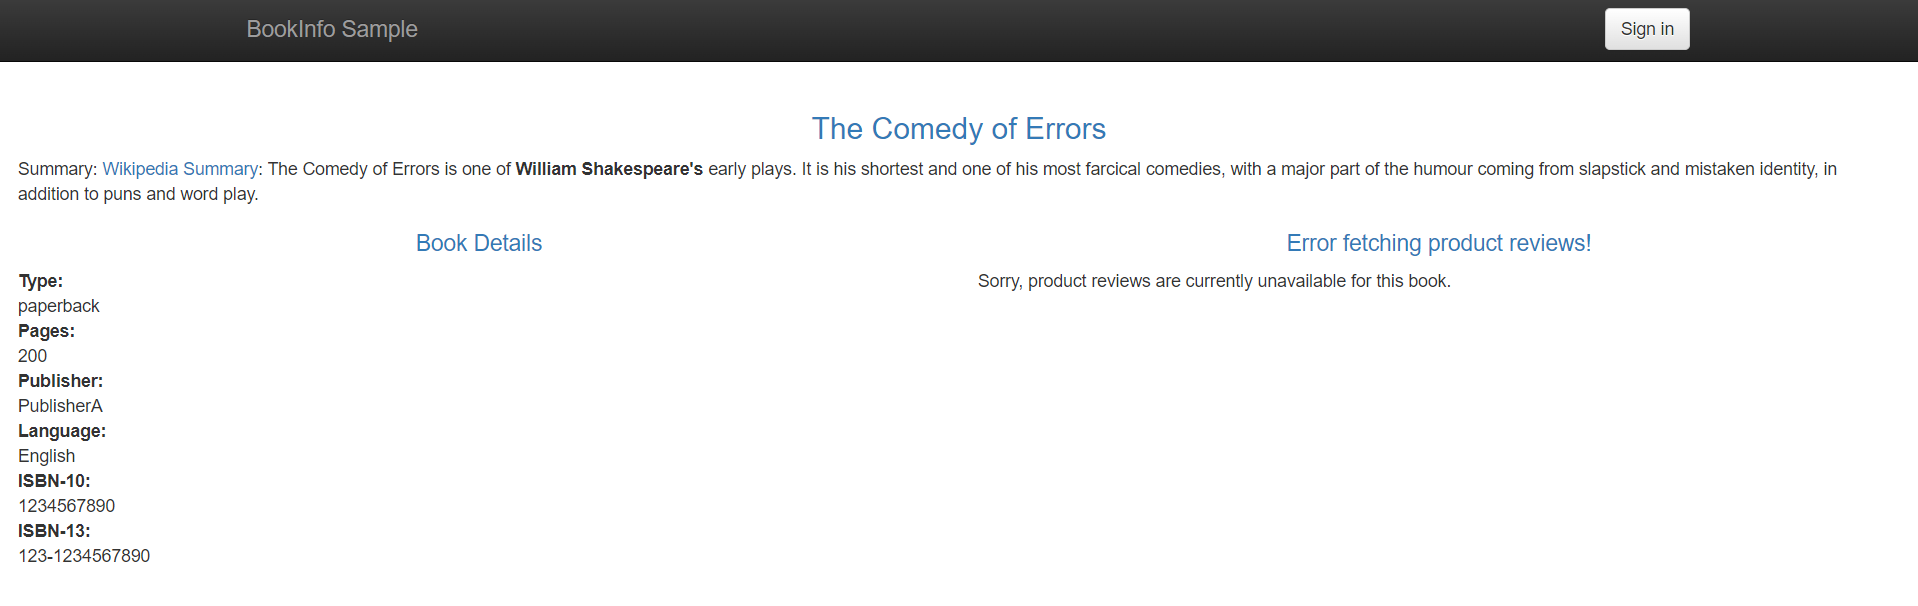 BookInfo Sample
Sign in
The Comedy of Errors
Summary: Wikipedia Summary: The Comedy of Errors is one of William Shakespeare's early plays. It is his shortest and one of his most farcical comedies, with a major part of the humour coming from slapstick and mistaken identity, in
addition to puns and word play.
Book Details
Type:
paperback
Pages:
200
Publisher:
PublisherA
Language:
English
ISBN-10:
1234567890
ISBN-13:
123-1234567890
Error fetching product reviews!
Sorry, product reviews are currently unavailable for this book.